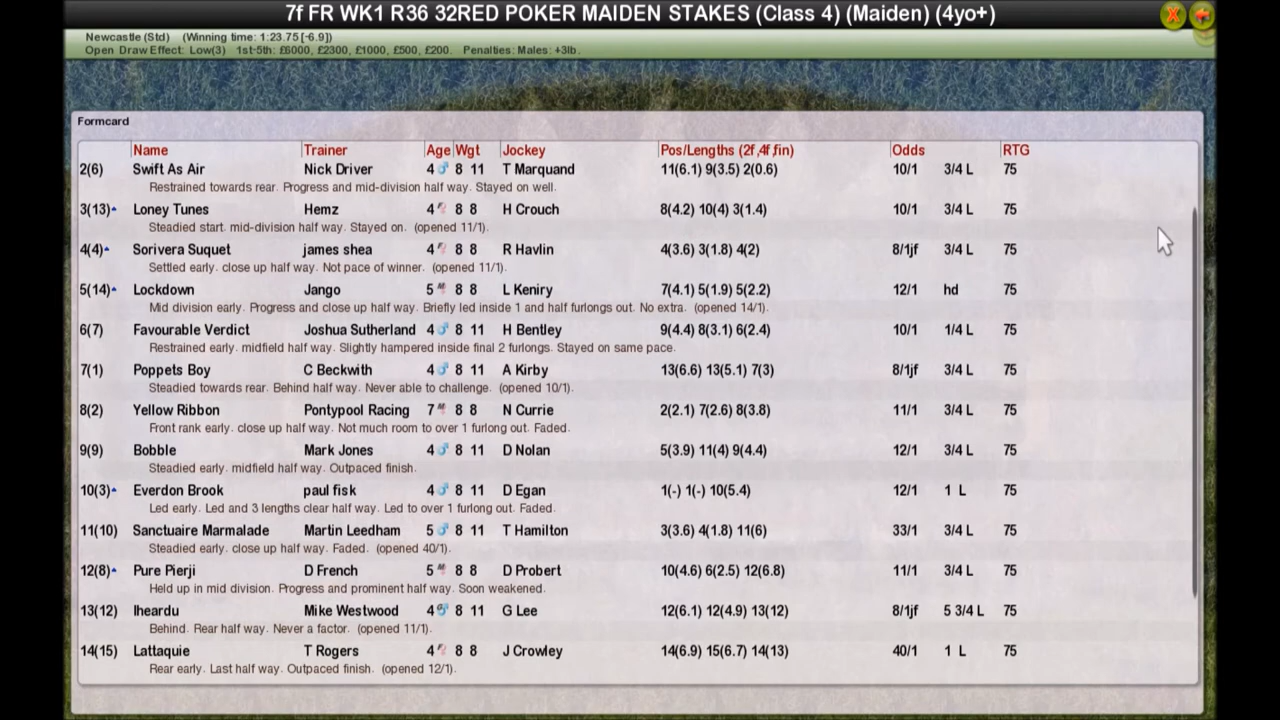 7f FR WK1 R36 32RED POKER MAIDEN STAKES (Class 4) (Maiden) (4yo+)
Newcastle (Std) (Winning time: 1:23.75 [-6.9])
Open Draw Effect: Low(3) 1st-5th: £6000, £2300, £1000, £500, £200. Penalties: Males: +3lb.
Formcard
Name Trainer Age Wgt Jockey Pos/Lengths (2f,4f,fin) Odds RTG
2(6) Swift As Air Nick Driver 4 8 11 T Marquand 11(6.1) 9(3.5) 2(0.6) 10/1 3/4 L 75
Restrained towards rear. Progress and mid-division half way. Stayed on well.
3(13) Loney Tunes Hemz 4 8 8 H Crouch 8(4.2) 10(4) 3(1.4) 10/1 3/4 L 75
Steadied start. mid-division half way. Stayed on. (opened 11/1).
4(4) Sorivera Suquet james shea 4 8 8 R Havlin 4(3.6) 3(1.8) 4(2) 8/1jf 3/4 L 75
Settled early. close up half way. Not pace of winner. (opened 11/1).
5(14) Lockdown Jango 5 8 8 L Keniry 7(4.1) 5(1.9) 5(2.2) 12/1 hd 75
Mid division early. Progress and close up half way. Briefly led inside 1 and half furlongs out. No extra. (opened 14/1).
6(7) Favourable Verdict Joshua Sutherland 4 8 11 H Bentley 9(4.4) 8(3.1) 6(2.4) 10/1 1/4 L 75
Restrained early. midfield half way. Slightly hampered inside final 2 furlongs. Stayed on same pace.
7(1) Poppets Boy C Beckwith 4 8 11 A Kirby 13(6.6) 13(5.1) 7(3) 8/1jf 3/4 L 75
Steadied towards rear. Behind half way. Never able to challenge. (opened 10/1).
8(2) Yellow Ribbon Pontypool Racing 7 8 8 N Currie 2(2.1) 7(2.6) 8(3.8) 11/1 3/4 L 75
Front rank early. close up half way. Not much room to over 1 furlong out. Faded.
9(9) Bobble Mark Jones 4 8 11 D Nolan 5(3.9) 11(4) 9(4.4) 12/1 3/4 L 75
Steadied early. midfield half way. Outpaced finish.
10(3) Everdon Brook paul fisk 4 8 11 D Egan 1(-) 1(-) 10(5.4) 12/1 1 L 75
Led early. Led and 3 lengths clear half way. Led to over 1 furlong out. Faded.
11(10) Sanctuaire Marmalade Martin Leedham 5 8 11 T Hamilton 3(3.6) 4(1.8) 11(6) 33/1 3/4 L 75
Steadied early. close up half way. Faded. (opened 40/1).
12(8) Pure Pierji D French 5 8 8 D Probert 10(4.6) 6(2.5) 12(6.8) 11/1 3/4 L 75
Held up in mid division. Progress and prominent half way. Soon weakened.
13(12) Iheardu Mike Westwood 4 8 11 G Lee 12(6.1) 12(4.9) 13(12) 8/1jf 5 3/4 L 75
Behind. Rear half way. Never a factor. (opened 11/1).
14(15) Lattaquie T Rogers 4 8 8 J Crowley 14(6.9) 15(6.7) 14(13) 40/1 1 L 75
Rear early. Last half way. Outpaced finish. (opened 12/1).